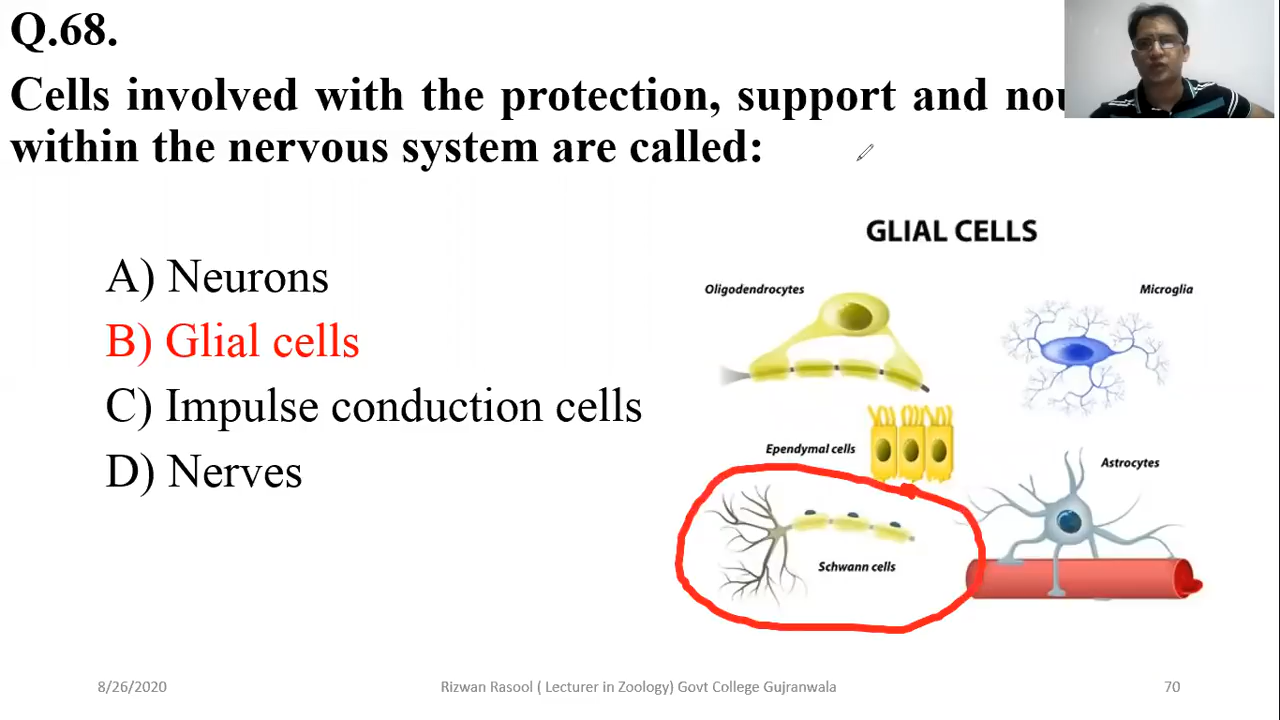 Q.68.
Cells involved with the protection, support and
within the nervous system are called:
A) Neurons
B) Glial cells
C) Impulse conduction cells
D) Nerves
GLIAL CELLS
Oligodendrocytes
Microglia
Ependymal cells
Astrocytes
Schwann cells
8/26/2020
Rizwan Rasool ( Lecturer in Zoology) Govt College Gujranwala
70